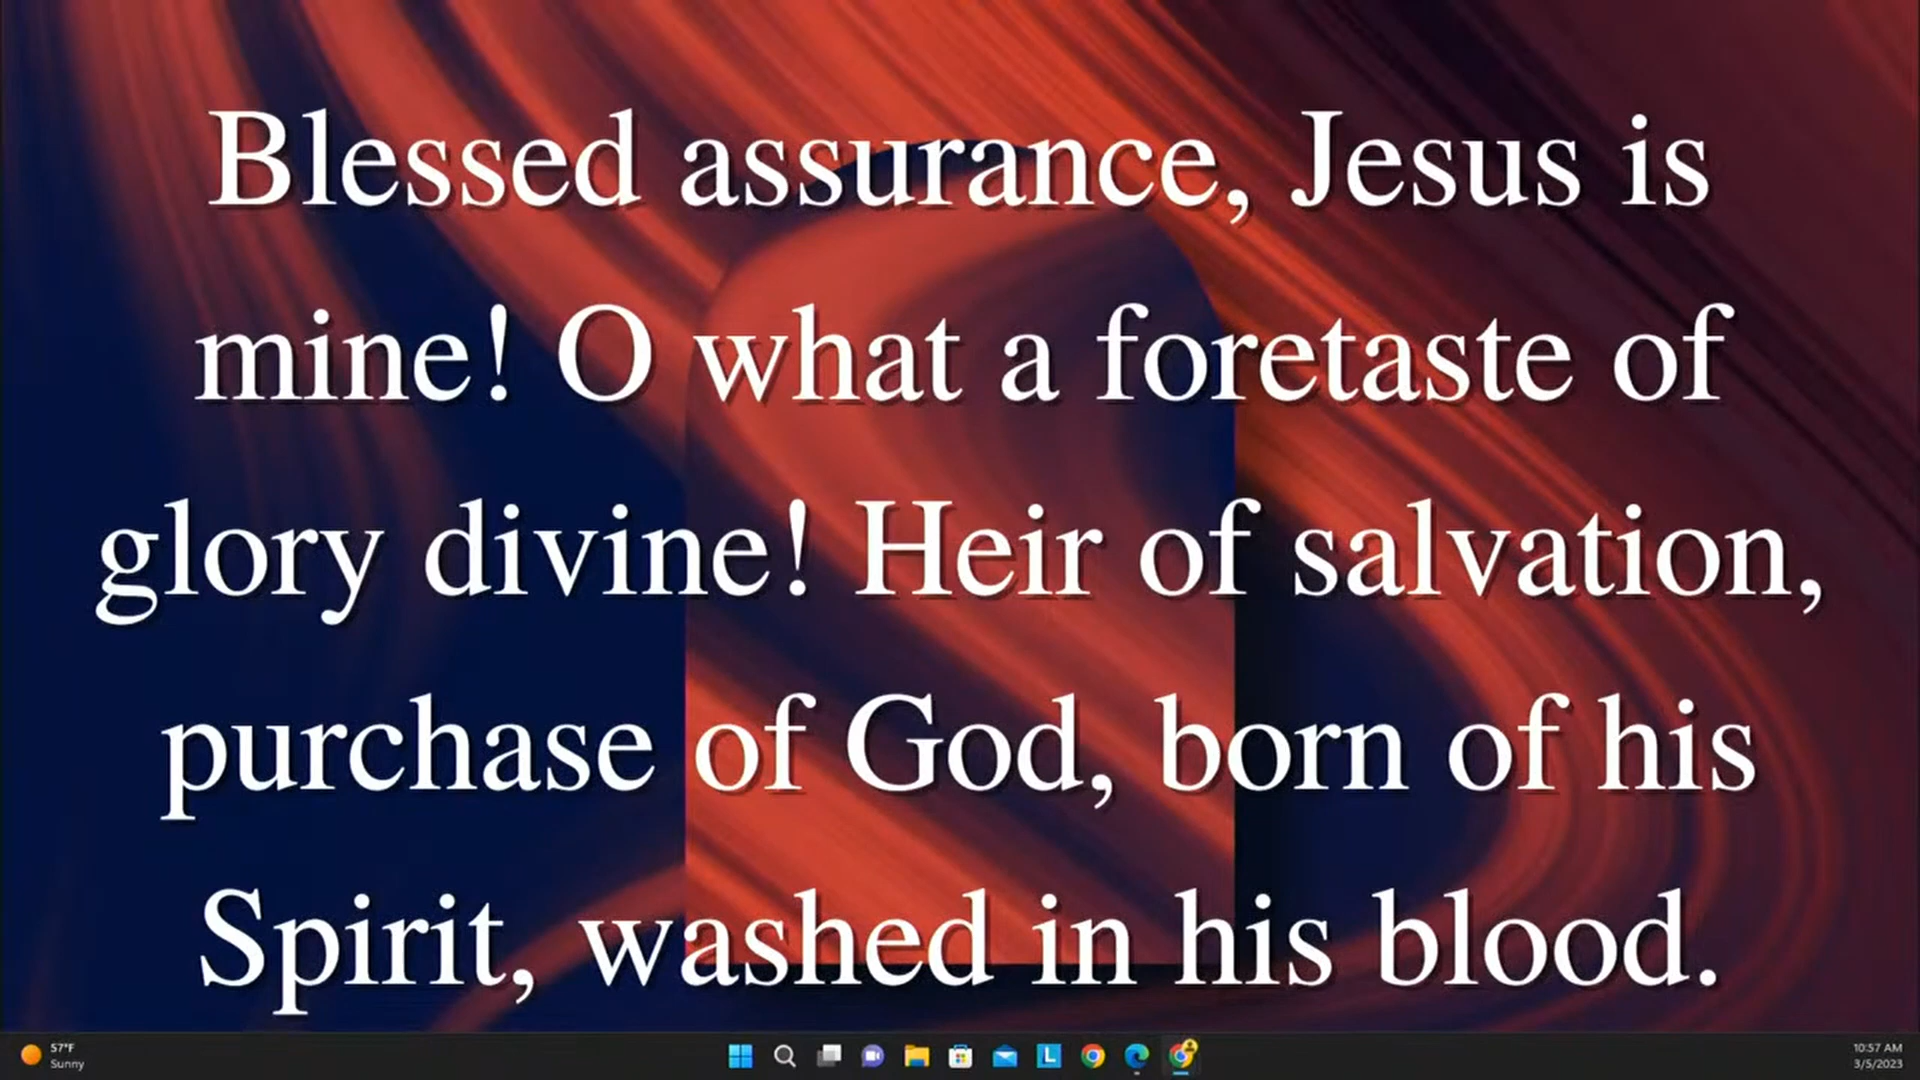 Blessed assurance, Jesus is
mine! O what a foretaste of
glory divine! Heir of salvation,
purchase of God, born of his
Spirit, washed in his blood.
57°F
Sunny
L
10:57 AM
3/5/2023